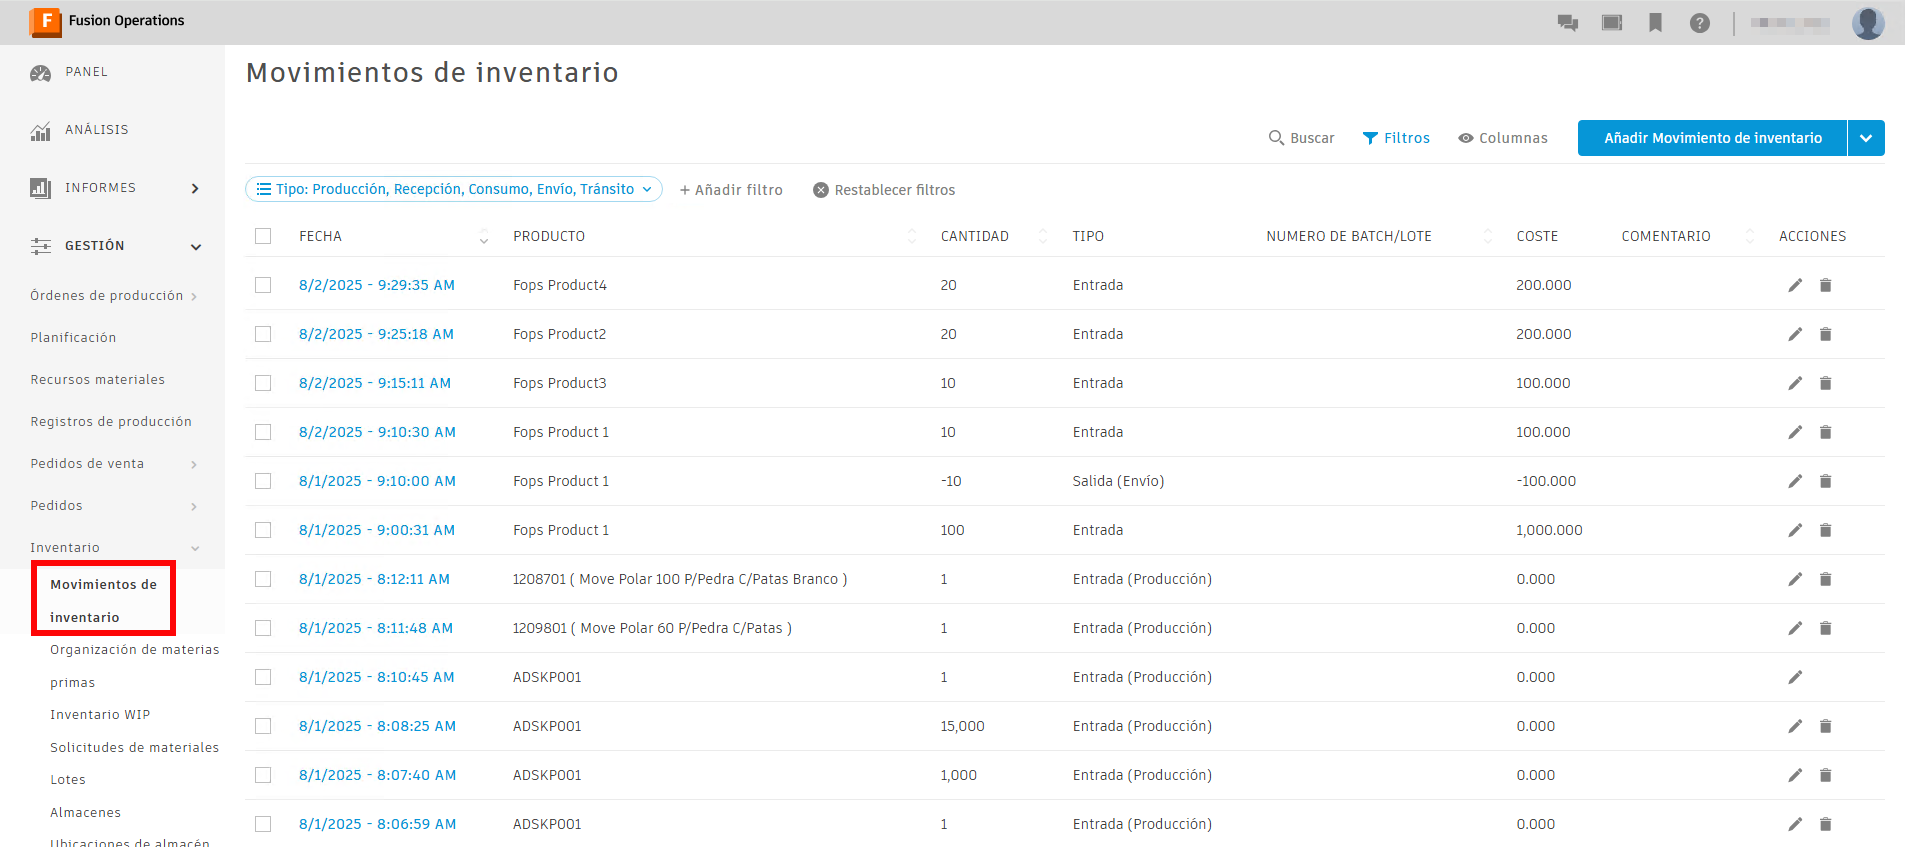 F Fusion Operations
?
PANEL
ANÁLISIS
INFORMES
GESTIÓN
Órdenes de producción
Planificación
Recursos materiales
Registros de producción
Pedidos de venta
Pedidos
Inventario
Movimientos de
inventario
Organización de materias
primas
Inventario WIP
Solicitudes de materiales
Lotes
Almacenes
Ubicaciones de almacén
Movimientos de inventario
Buscar Filtros Columnas Añadir Movimiento de inventario
Tipo: Producción, Recepción, Consumo, Envío, Tránsito + Añadir filtro Restablecer filtros
FECHA PRODUCTO CANTIDAD TIPO NUMERO DE BATCH/LOTE COSTE COMENTARIO ACCIONES
8/2/2025 - 9:29:35 AM Fops Product4 20 Entrada 200.000
8/2/2025 - 9:25:18 AM Fops Product2 20 Entrada 200.000
8/2/2025 - 9:15:11 AM Fops Product3 10 Entrada 100.000
8/2/2025 - 9:10:30 AM Fops Product 1 10 Entrada 100.000
8/1/2025 - 9:10:00 AM Fops Product 1 -10 Salida (Envío) -100.000
8/1/2025 - 9:00:31 AM Fops Product 1 100 Entrada 1,000.000
8/1/2025 - 8:12:11 AM 1208701 ( Move Polar 100 P/Pedra C/Patas Branco ) 1 Entrada (Producción) 0.000
8/1/2025 - 8:11:48 AM 1209801 ( Move Polar 60 P/Pedra C/Patas ) 1 Entrada (Producción) 0.000
8/1/2025 - 8:10:45 AM ADSKP001 1 Entrada (Producción) 0.000
8/1/2025 - 8:08:25 AM ADSKP001 15,000 Entrada (Producción) 0.000
8/1/2025 - 8:07:40 AM ADSKP001 1,000 Entrada (Producción) 0.000
8/1/2025 - 8:06:59 AM ADSKP001 1 Entrada (Producción) 0.000